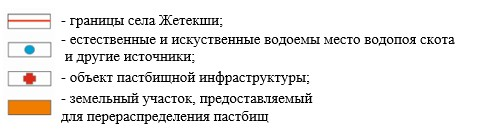 - границы села Жетекши;
- естественные и искуственные водоемы место водопоя скота
и другие источники;
- объект пастбищной инфраструктуры;
- земельный участок, предоставляемый
для перераспределения пастбищ